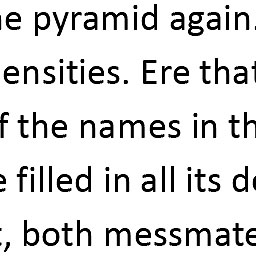 he pyramid again.
ensities. Ere that
f the names in th
e filled in all its de
t, both messmate